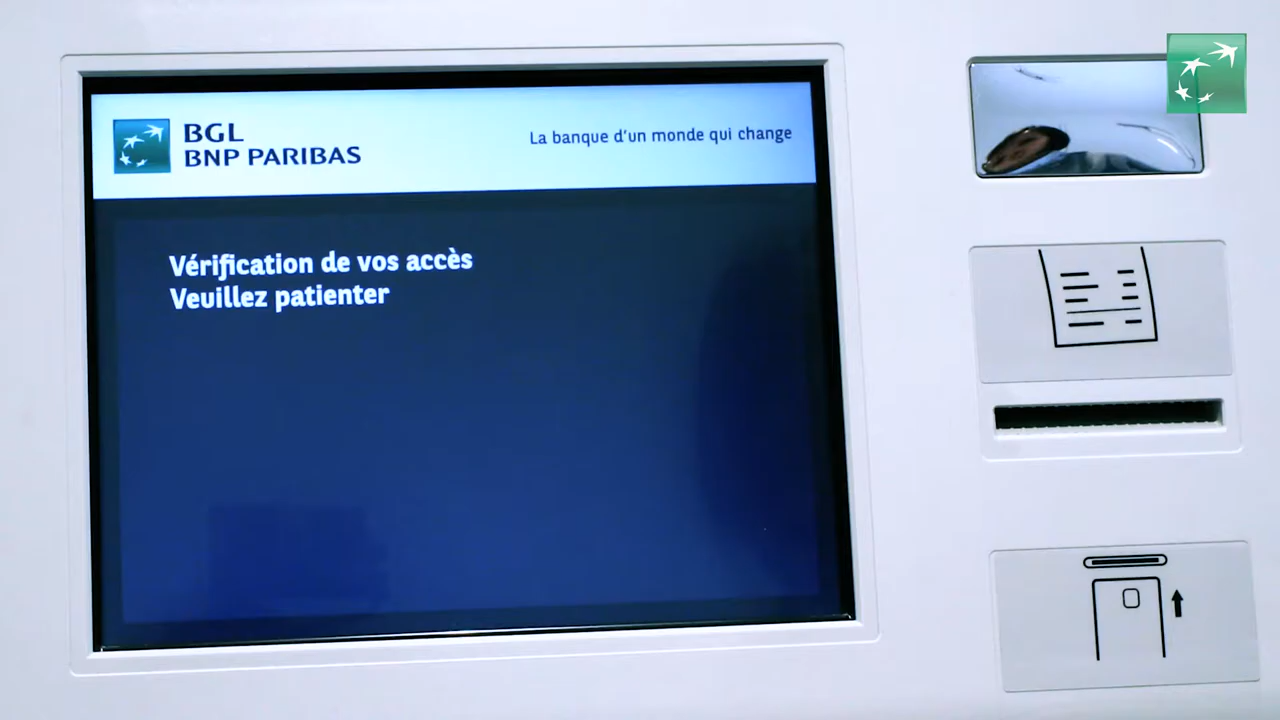 BGL
BNP PARIBAS
La banque d'un monde qui change
Vérification de vos accès
Veuillez patienter